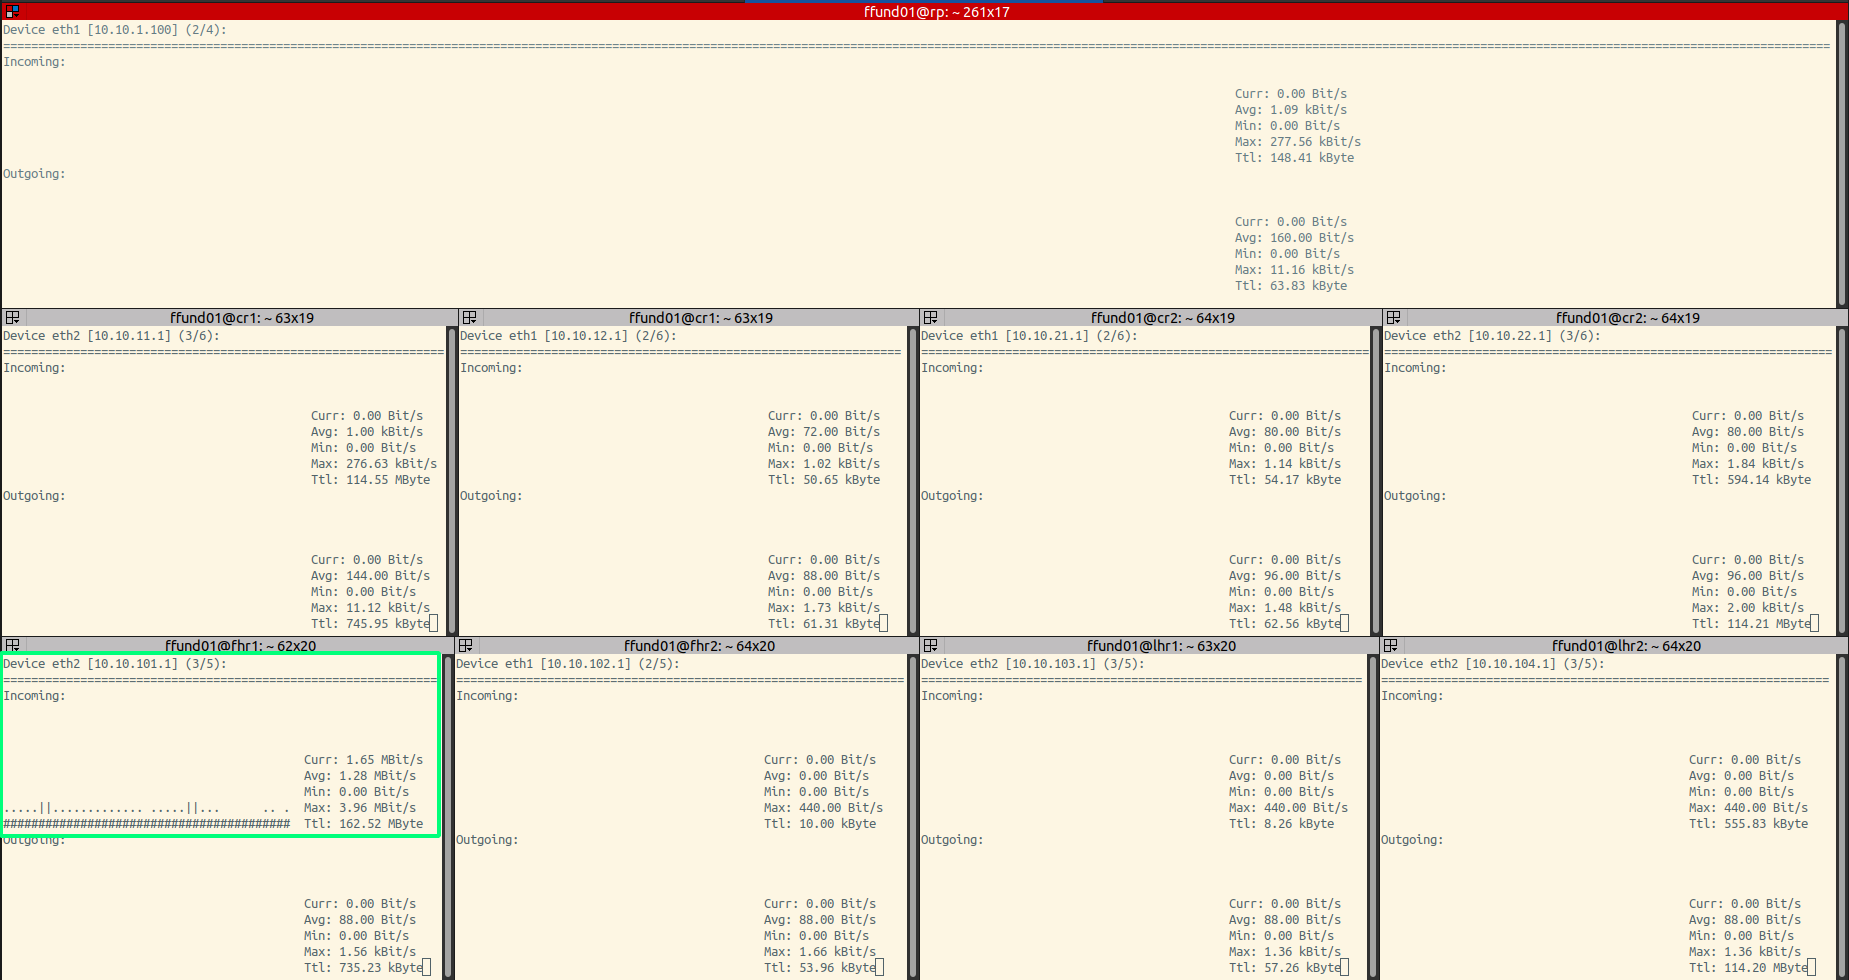 ffund01@rp: ~ 261x17
Device eth1 [10.10.1.100] (2/4):
Incoming:
Curr: 0.00 Bit/s
Avg: 1.09 kBit/s
Min: 0.00 Bit/s
Max: 277.56 kBit/s
Ttl: 148.41 kByte
Outgoing:
Curr: 0.00 Bit/s
Avg: 160.00 Bit/s
Min: 0.00 Bit/s
Max: 11.16 kBit/s
Ttl: 63.83 kByte
ffund01@cr1: ~ 63x19
Device eth2 [10.10.11.1] (3/6):
Incoming:
Curr: 0.00 Bit/s
Avg: 1.00 kBit/s
Min: 0.00 Bit/s
Max: 276.63 kBit/s
Ttl: 114.55 MByte
Outgoing:
Curr: 0.00 Bit/s
Avg: 144.00 Bit/s
Min: 0.00 Bit/s
Max: 11.12 kBit/s
Ttl: 745.95 kByte
ffund01@cr1: ~ 63x19
Device eth1 [10.10.12.1] (2/6):
Incoming:
Curr: 0.00 Bit/s
Avg: 72.00 Bit/s
Min: 0.00 Bit/s
Max: 1.02 kBit/s
Ttl: 50.65 kByte
Outgoing:
Curr: 0.00 Bit/s
Avg: 88.00 Bit/s
Min: 0.00 Bit/s
Max: 1.73 kBit/s
Ttl: 61.31 kByte
ffund01@cr2: ~ 64x19
Device eth1 [10.10.21.1] (2/6):
Incoming:
Curr: 0.00 Bit/s
Avg: 80.00 Bit/s
Min: 0.00 Bit/s
Max: 1.14 kBit/s
Ttl: 54.17 kByte
Outgoing:
Curr: 0.00 Bit/s
Avg: 96.00 Bit/s
Min: 0.00 Bit/s
Max: 1.48 kBit/s
Ttl: 62.56 kByte
ffund01@cr2: ~ 64x19
Device eth2 [10.10.22.1] (3/6):
Incoming:
Curr: 0.00 Bit/s
Avg: 80.00 Bit/s
Min: 0.00 Bit/s
Max: 1.84 kBit/s
Ttl: 594.14 kByte
Outgoing:
Curr: 0.00 Bit/s
Avg: 96.00 Bit/s
Min: 0.00 Bit/s
Max: 2.00 kBit/s
Ttl: 114.21 MByte
ffund01@fhr1: ~ 62x20
Device eth2 [10.10.101.1] (3/5):
Incoming:
Curr: 1.65 MBit/s
Avg: 1.28 MBit/s
Min: 0.00 Bit/s
.....||............. .....||...      .. .  Max: 3.96 MBit/s
#########################################  Ttl: 162.52 MByte
Outgoing:
Curr: 0.00 Bit/s
Avg: 88.00 Bit/s
Min: 0.00 Bit/s
Max: 1.56 kBit/s
Ttl: 735.23 kByte
ffund01@fhr2: ~ 64x20
Device eth1 [10.10.102.1] (2/5):
Incoming:
Curr: 0.00 Bit/s
Avg: 0.00 Bit/s
Min: 0.00 Bit/s
Max: 440.00 Bit/s
Ttl: 10.00 kByte
Outgoing:
Curr: 0.00 Bit/s
Avg: 88.00 Bit/s
Min: 0.00 Bit/s
Max: 1.66 kBit/s
Ttl: 53.96 kByte
ffund01@lhr1: ~ 63x20
Device eth2 [10.10.103.1] (3/5):
Incoming:
Curr: 0.00 Bit/s
Avg: 0.00 Bit/s
Min: 0.00 Bit/s
Max: 440.00 Bit/s
Ttl: 8.26 kByte
Outgoing:
Curr: 0.00 Bit/s
Avg: 88.00 Bit/s
Min: 0.00 Bit/s
Max: 1.36 kBit/s
Ttl: 57.26 kByte
ffund01@lhr2: ~ 64x20
Device eth2 [10.10.104.1] (3/5):
Incoming:
Curr: 0.00 Bit/s
Avg: 0.00 Bit/s
Min: 0.00 Bit/s
Max: 440.00 Bit/s
Ttl: 555.83 kByte
Outgoing:
Curr: 0.00 Bit/s
Avg: 88.00 Bit/s
Min: 0.00 Bit/s
Max: 1.36 kBit/s
Ttl: 114.20 MByte